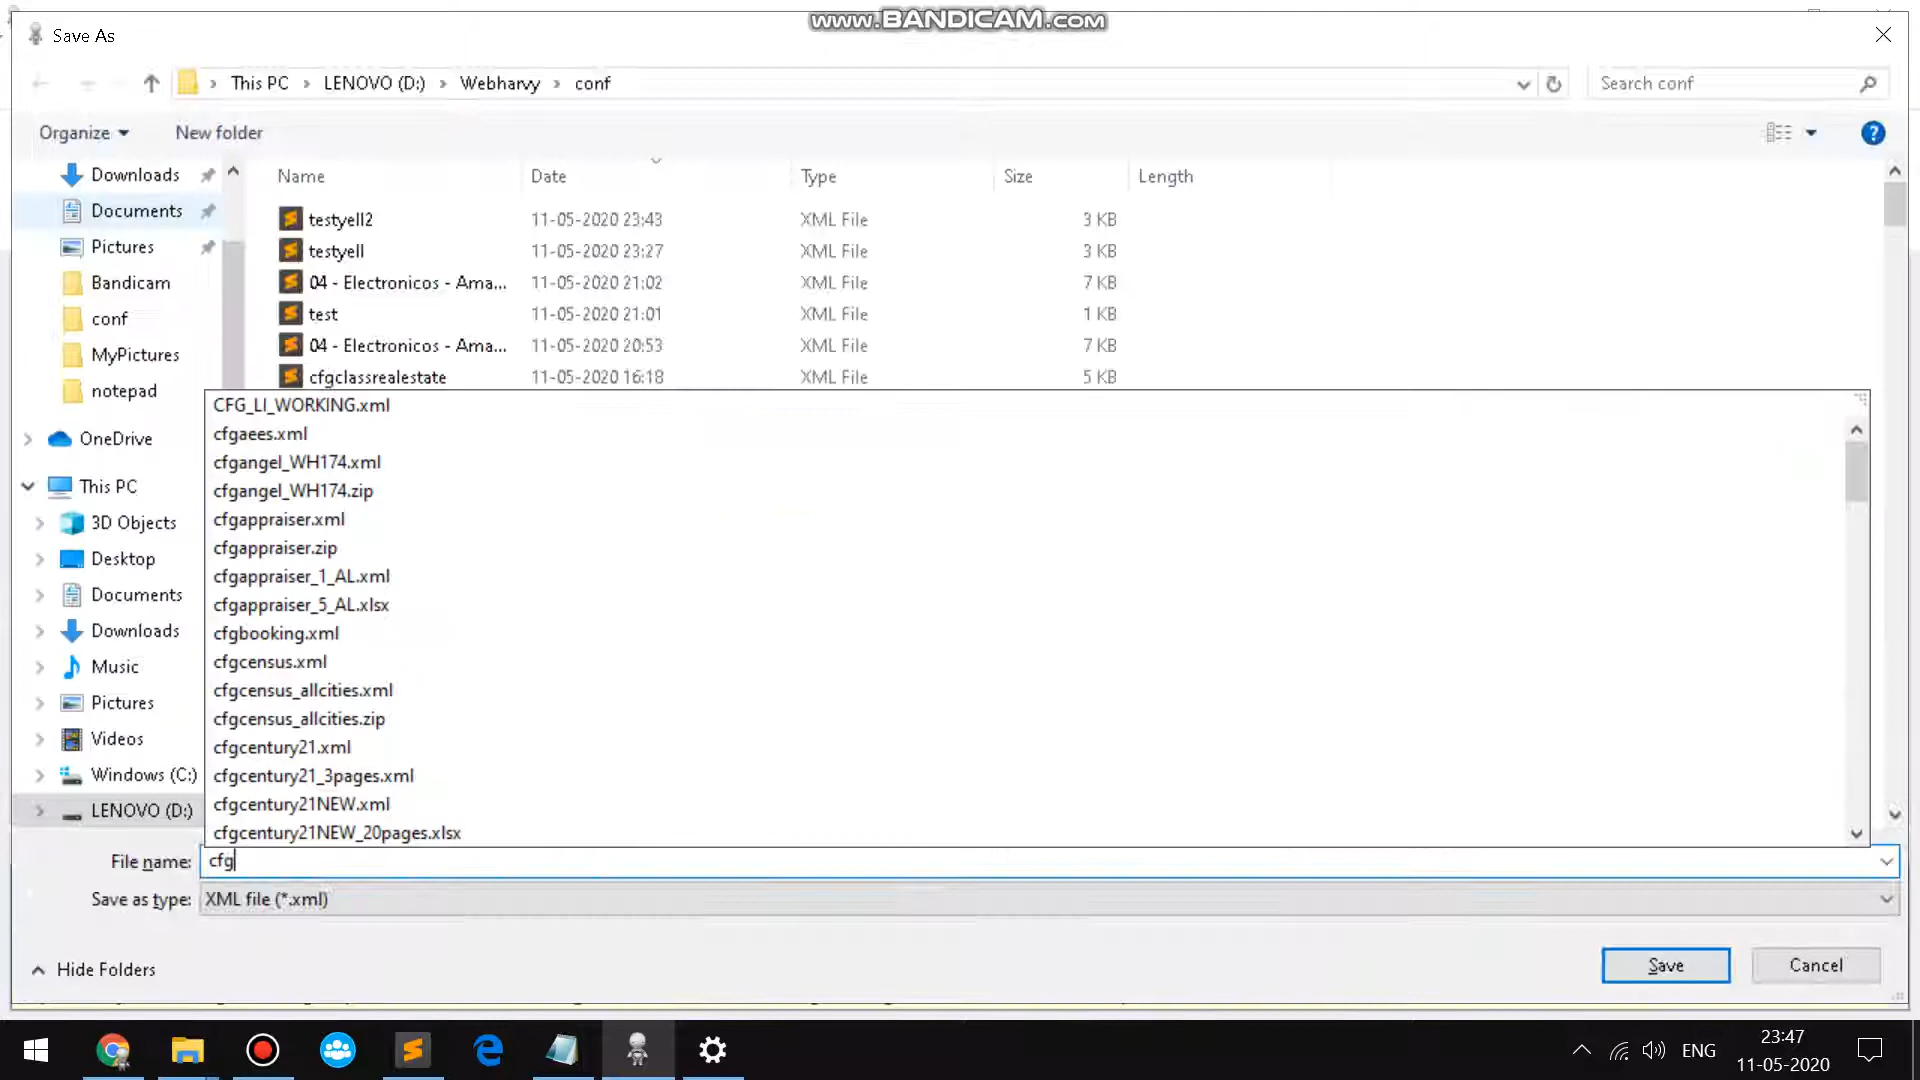 www.BANDICAM.com
Save As
This PC > LENOVO (D:) > Webharvy > conf
Search conf
Organize
New folder
Name Date Type Size Length
testyell2 11-05-2020 23:43 XML File 3 KB
testyell 11-05-2020 23:27 XML File 3 KB
04 - Electronicos - Ama... 11-05-2020 21:02 XML File 7 KB
test 11-05-2020 21:01 XML File 1 KB
04 - Electronicos - Ama... 11-05-2020 20:53 XML File 7 KB
cfgclassrealestate 11-05-2020 16:18 XML File 5 KB
Downloads
Documents
Pictures
Bandicam
conf
MyPictures
notepad
OneDrive
This PC
3D Objects
Desktop
Documents
Downloads
Music
Pictures
Videos
Windows (C:)
LENOVO (D:)
CFG_LI_WORKING.xml
cfgaees.xml
cfgangel_WH174.xml
cfgangel_WH174.zip
cfgappraiser.xml
cfgappraiser.zip
cfgappraiser_1_AL.xml
cfgappraiser_5_AL.xlsx
cfgbooking.xml
cfgcensus.xml
cfgcensus_allcities.xml
cfgcensus_allcities.zip
cfgcentury21.xml
cfgcentury21_3pages.xml
cfgcentury21NEW.xml
cfgcentury21NEW_20pages.xlsx
File name: cfg
Save as type: XML file (*.xml)
Hide Folders
Save
Cancel
ENG
23:47
11-05-2020